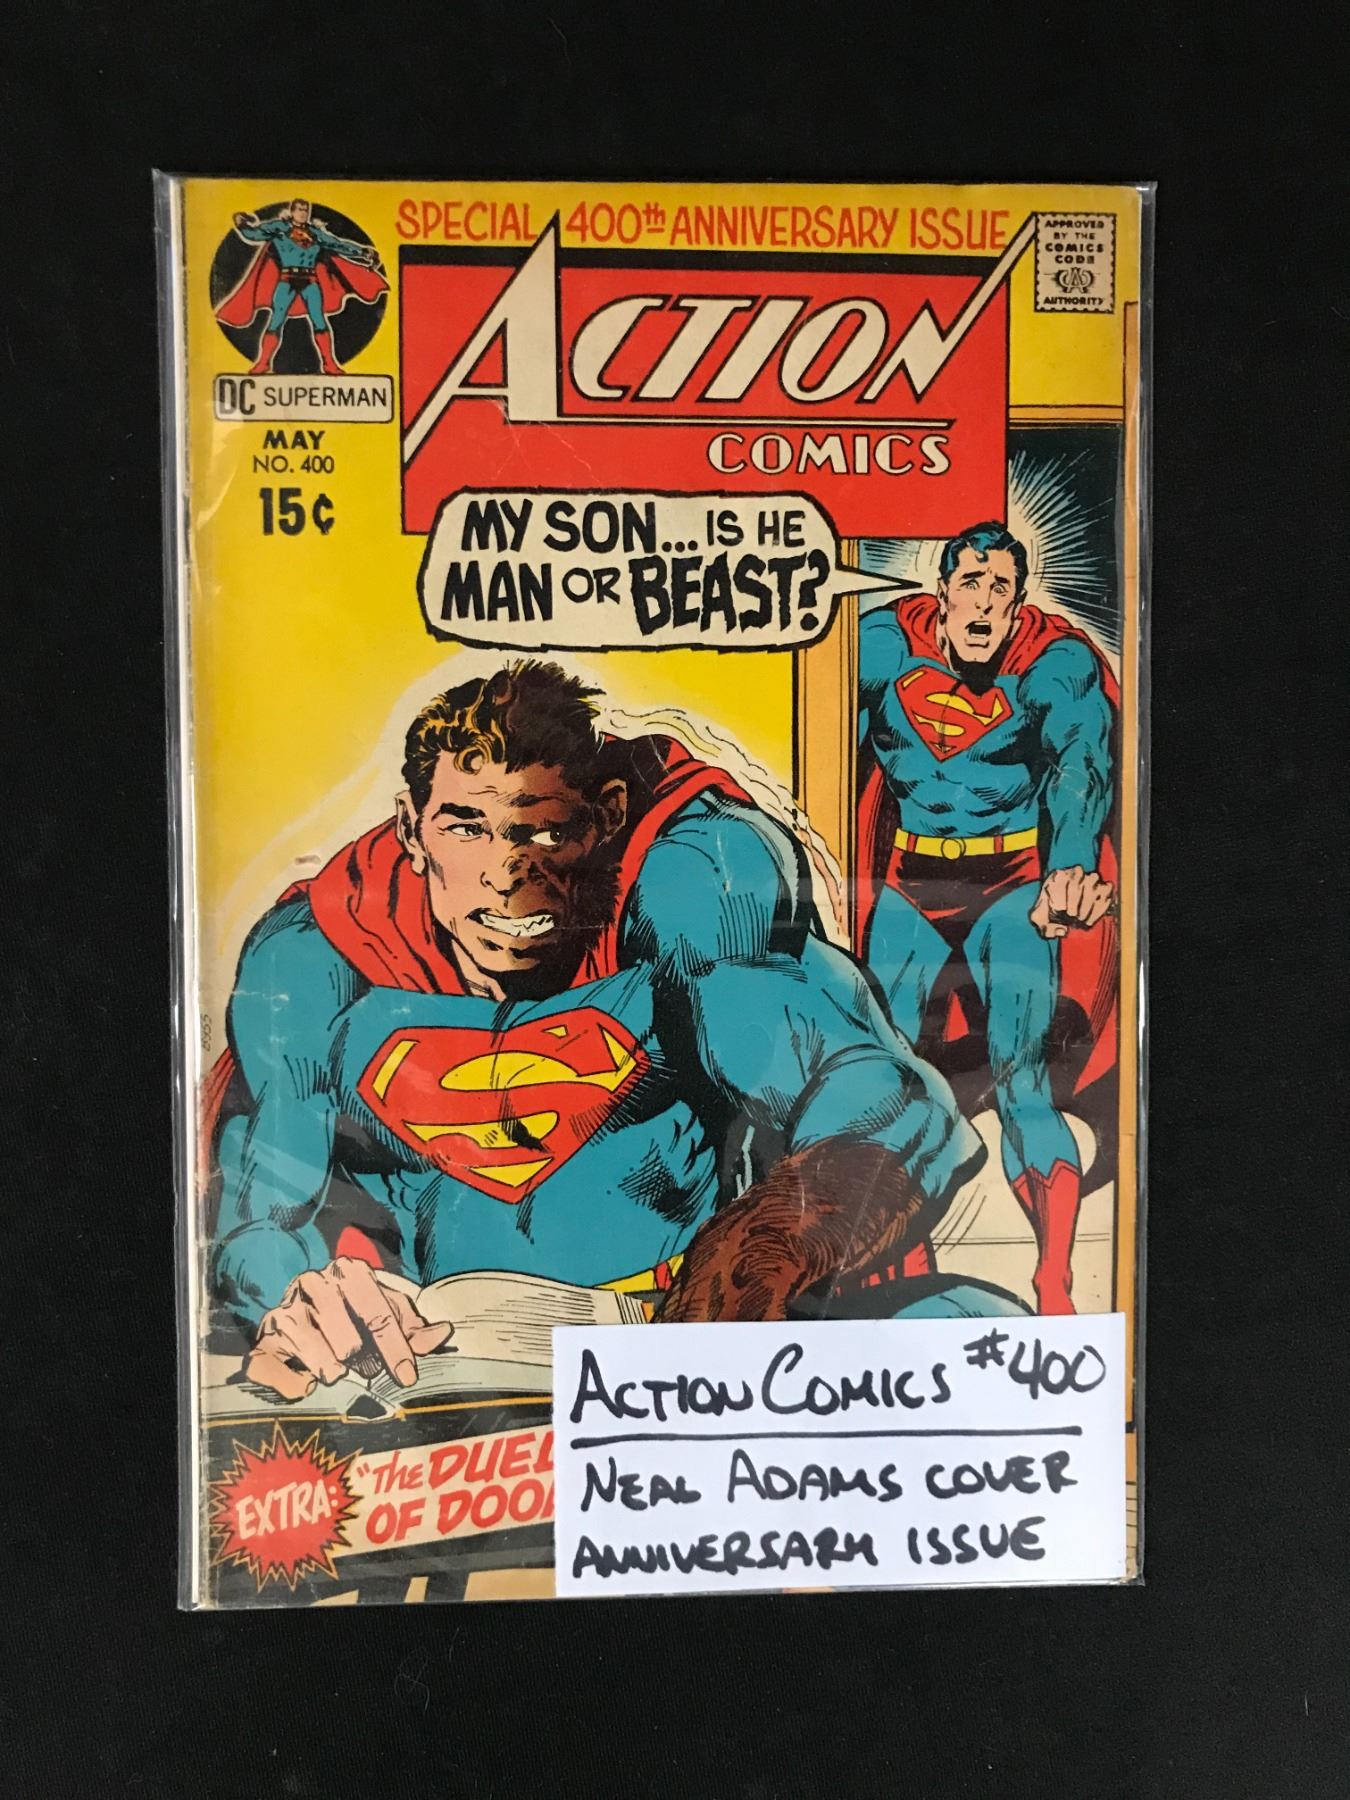 SPECIAL 400th ANNIVERSARY ISSUE
APPROVED
BY THE
COMICS
CODE
CA
AUTHORITY
ACTION
COMICS
DC SUPERMAN
MAY
NO. 400
15¢
MY SON... IS HE
MAN OR BEAST?
S
S
ACTION COMICS #400
NEAL ADAMS COVER
ANNIVERSARY ISSUE
EXTRA:
"The DUEL
OF DOO